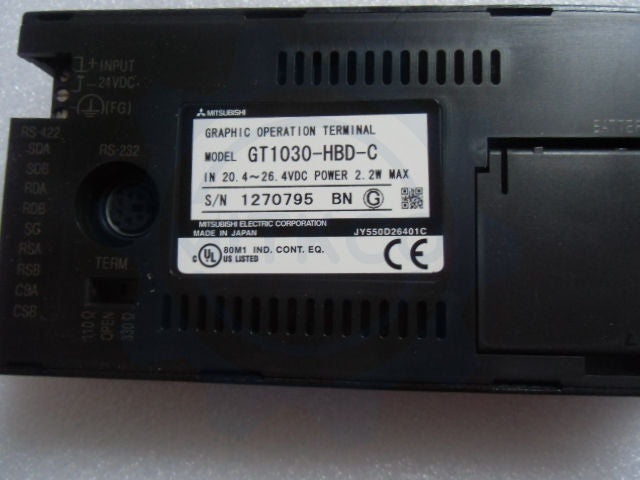 + INPUT
- 24VDC
(FG)
RS-422
SDA
SDB
RDA
RDB
SG
RSA
RSB
C9A
CSB
RS-232
TERM
110Ω
OPEN
330Ω
MITSUBISHI
GRAPHIC OPERATION TERMINAL
MODEL GT1030-HBD-C
IN 20.4~26.4VDC POWER 2.2W MAX
S/N 1270795 BN G
MITSUBISHI ELECTRIC CORPORATION
MADE IN JAPAN JY550D26401C
C UL US LISTED 80M1 IND. CONT. EQ. CE